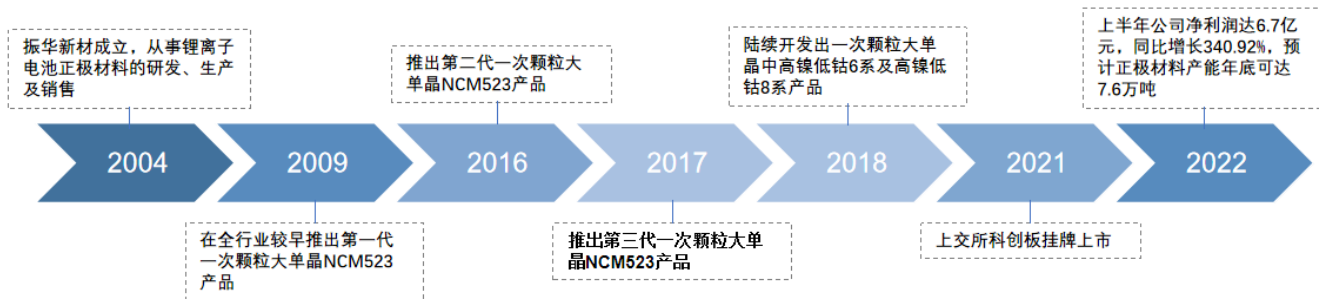 振华新材成立，从事锂离子
电池正极材料的研发、生产
及销售
推出第二代一次颗粒大
单晶NCM523产品
陆续开发出一次颗粒大单
晶中高镍低钴6系及高镍低
钴8系产品
上半年公司净利润达6.7亿
元，同比增长340.92%，预
计正极材料产能年底可达
7.6万吨
2004
2009
2016
2017
2018
2021
2022
在全行业较早推出第一代
一次颗粒大单晶NCM523
产品
推出第三代一次颗粒大单
晶NCM523产品
上交所科创板挂牌上市